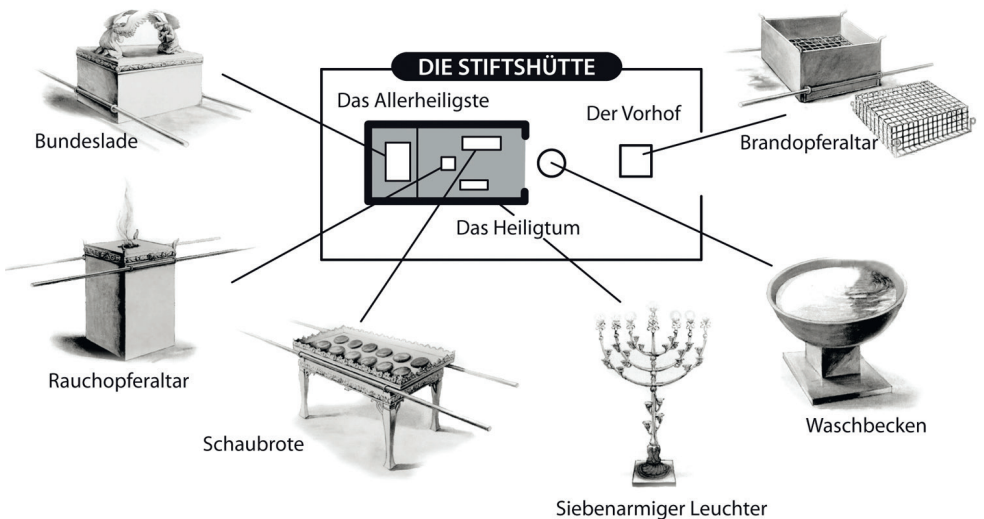 DIE STIFTSHÜTTE
Das Allerheiligste
Der Vorhof
Bundeslade
Brandopferaltar
Das Heiligtum
Rauchopferaltar
Schaubrote
Waschbecken
Siebenarmiger Leuchter